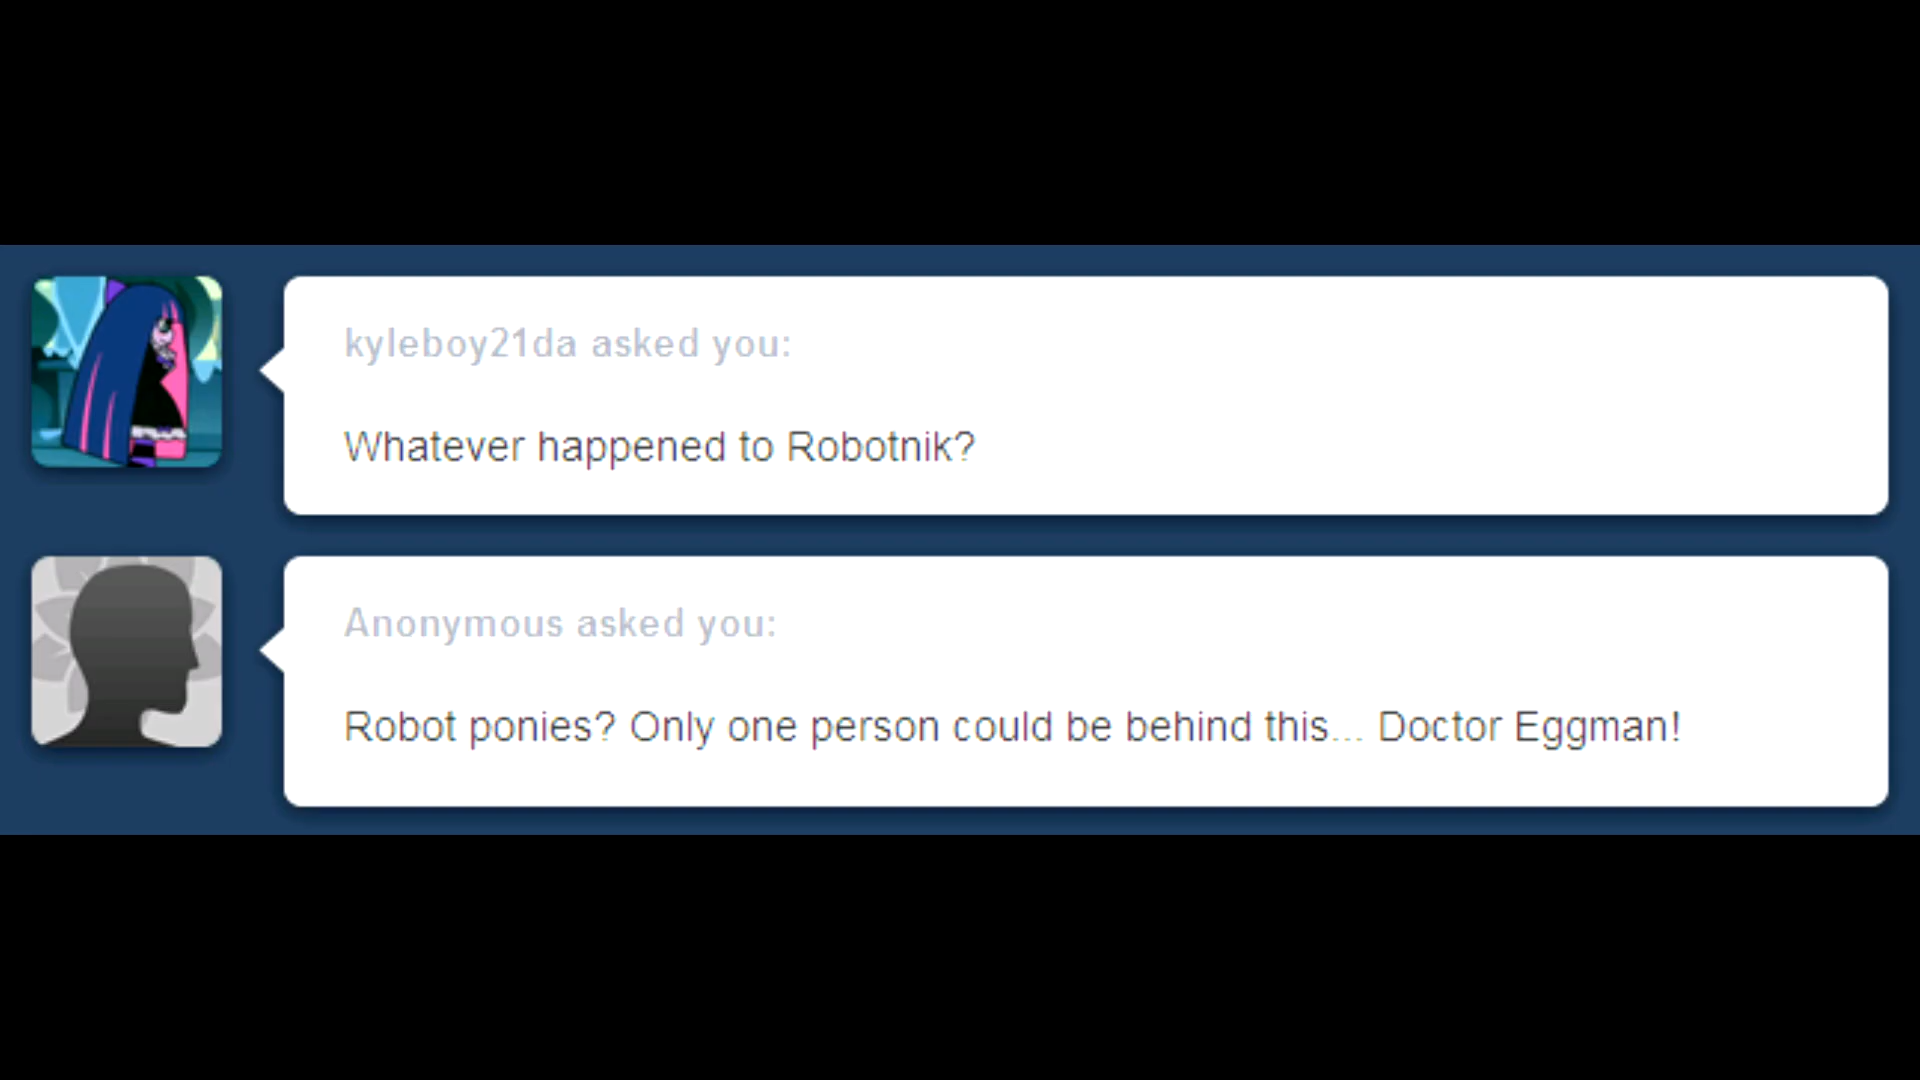 kyleboy21da asked you:
Whatever happened to Robotnik?
Anonymous asked you:
Robot ponies? Only one person could be behind this... Doctor Eggman!